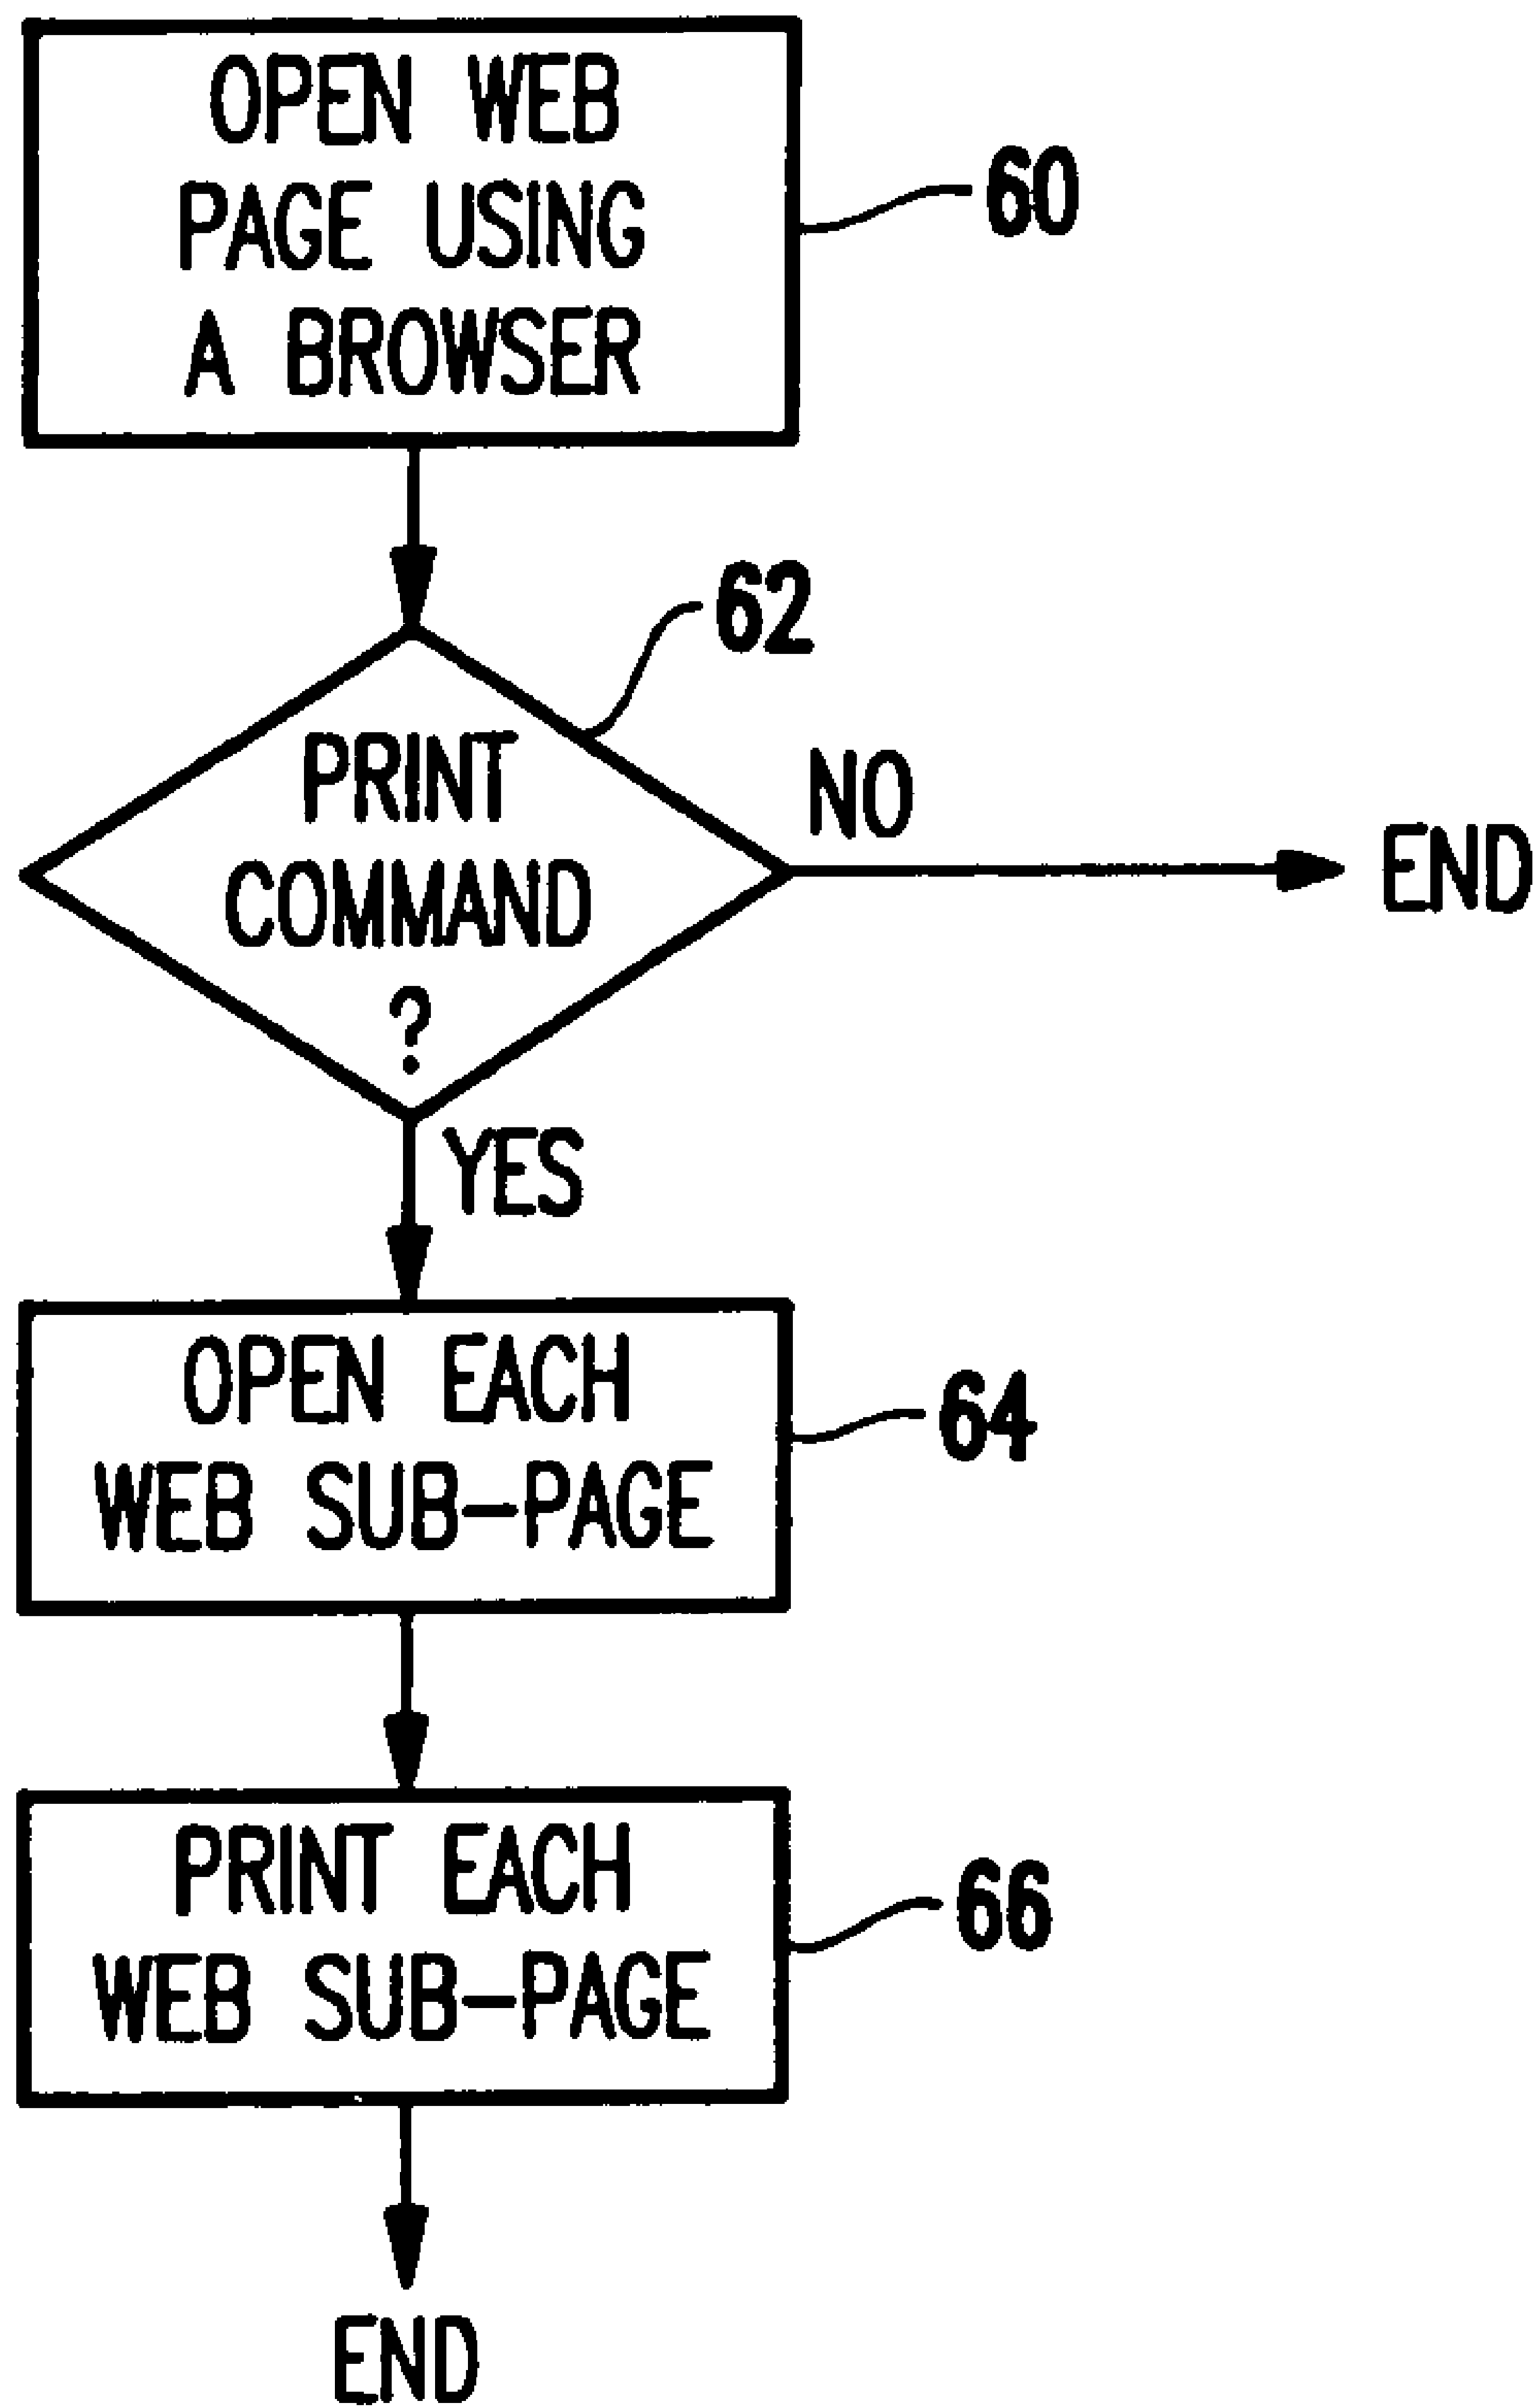 OPEN WEB
PAGE USING
A BROWSER
60
62
PRINT
COMMAND
?
NO
END
YES
OPEN EACH
WEB SUB-PAGE
64
PRINT EACH
WEB SUB-PAGE
66
END